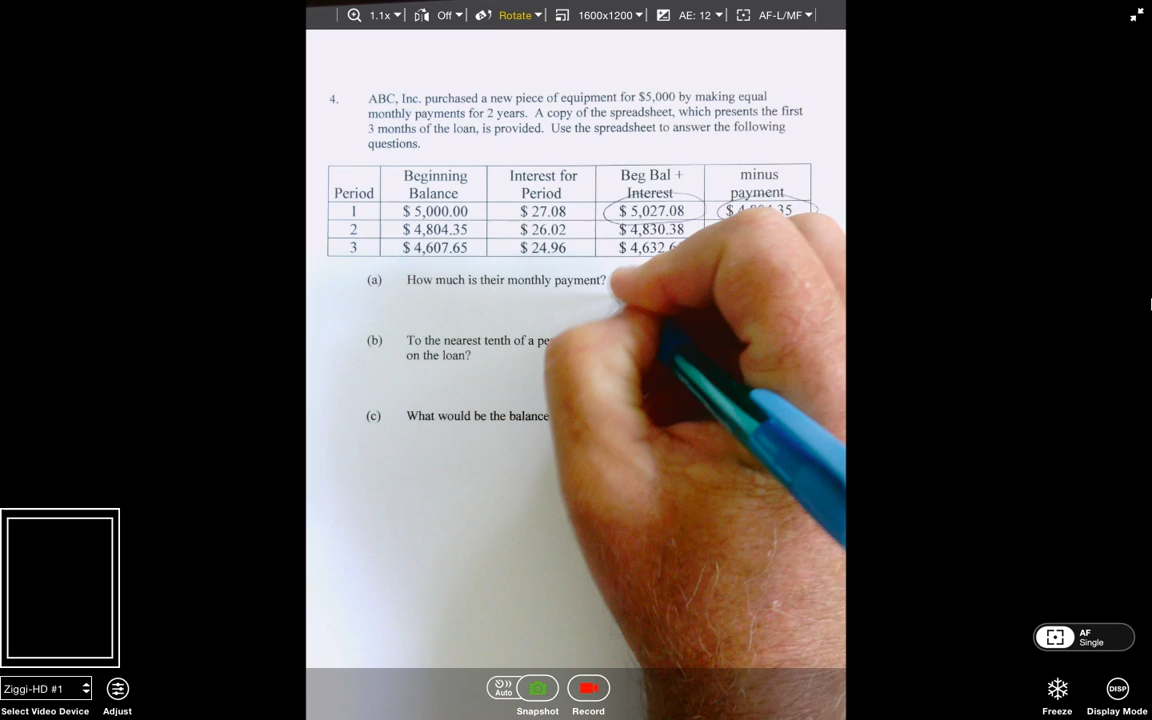 1.1x Off Rotate 1600x1200 AE: 12 AF-L/MF
4. ABC, Inc. purchased a new piece of equipment for $5,000 by making equal
monthly payments for 2 years. A copy of the spreadsheet, which presents the first
3 months of the loan, is provided. Use the spreadsheet to answer the following
questions.
Period Beginning Balance Interest for Period Beg Bal + Interest minus payment
1 $ 5,000.00 $ 27.08 $ 5,027.08
2 $ 4,804.35 $ 26.02 $ 4,830.38
3 $ 4,607.65 $ 24.96
(a) How much is their monthly payment?
(b) To the nearest tenth of a
on the loan?
(c) What would be the balance
AF
Single
Ziggi-HD #1
Select Video Device
Adjust
Auto
Snapshot
Record
Freeze
DISP
Display Mode